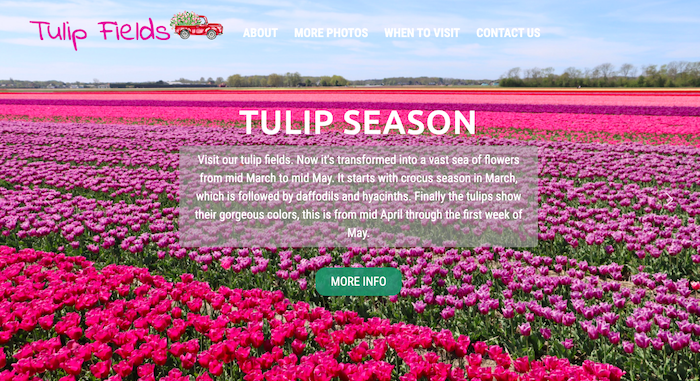 Tulip Fields
ABOUT MORE PHOTOS WHEN TO VISIT CONTACT US
TULIP SEASON
Visit our tulip fields. Now it's transformed into a vast sea of flowers
from mid March to mid May. It starts with crocus season in March,
which is followed by daffodils and hyacinths. Finally the tulips show
their gorgeous colors, this is from mid April through the first week of
May.
MORE INFO